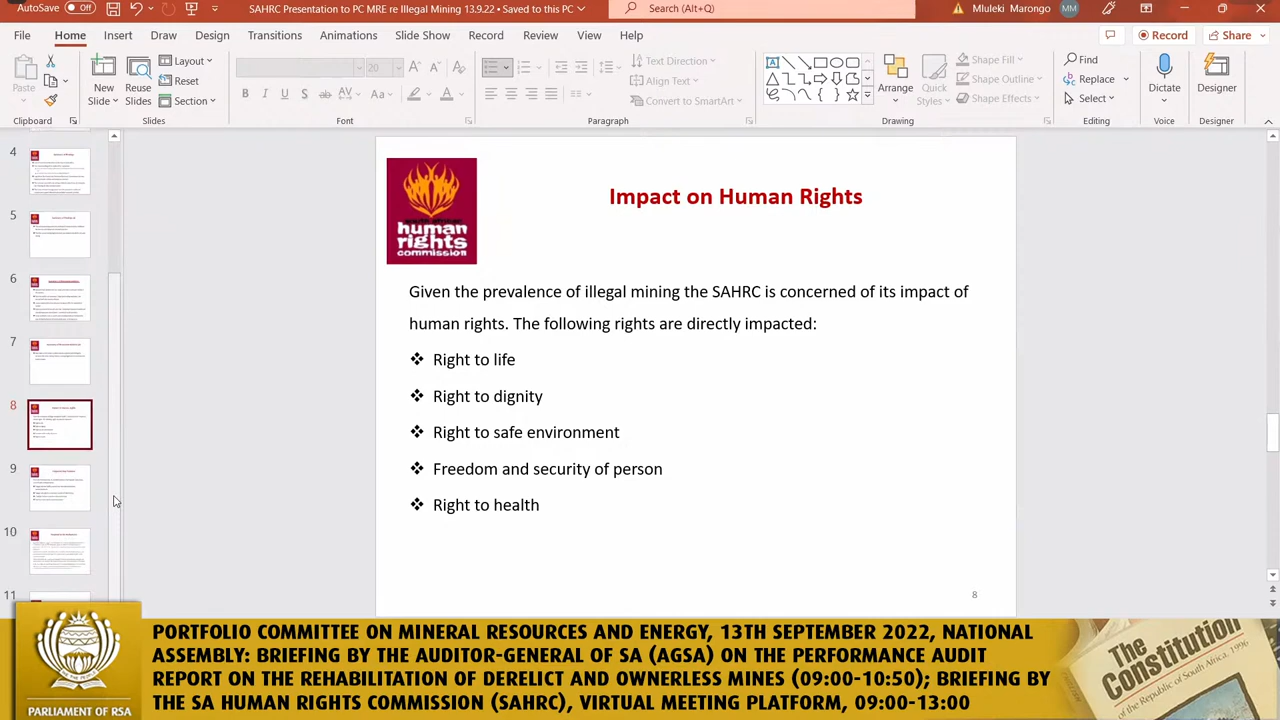 AutoSave Off SAHRC Presentation to PC MRE re Illegal Mining 13.9.22 • Saved to this PC Search (Alt+Q) Mluleki Marongo MM
File Home Insert Draw Design Transitions Animations Slide Show Record Review View Help Record Share
Paste New Slide Reuse Slides Layout Reset Section 20 Text Direction Align Text Convert to SmartArt Arrange Quick Styles Shape Fill Shape Outline Shape Effects Find Replace Select Dictate Designer
Clipboard Slides Font Paragraph Drawing Editing Voice Designer
4
5
6
7
8
9
10
11
human
rights
commission
Impact on Human Rights
Given the prevalence of illegal mining the SAHRC is concerned of its impact of
human rights. The following rights are directly impacted:
❖ Right to life
❖ Right to dignity
❖ Right to safe environment
❖ Freedom and security of person
❖ Right to health
8
PORTFOLIO COMMITTEE ON MINERAL RESOURCES AND ENERGY, 13TH SEPTEMBER 2022, NATIONAL
ASSEMBLY: BRIEFING BY THE AUDITOR-GENERAL OF SA (AGSA) ON THE PERFORMANCE AUDIT
REPORT ON THE REHABILITATION OF DERELICT AND OWNERLESS MINES (09:00-10:50); BRIEFING BY
THE SA HUMAN RIGHTS COMMISSION (SAHRC), VIRTUAL MEETING PLATFORM, 09:00-13:00
PARLIAMENT OF RSA
The
Constitution
of the Republic of South Africa, 1996